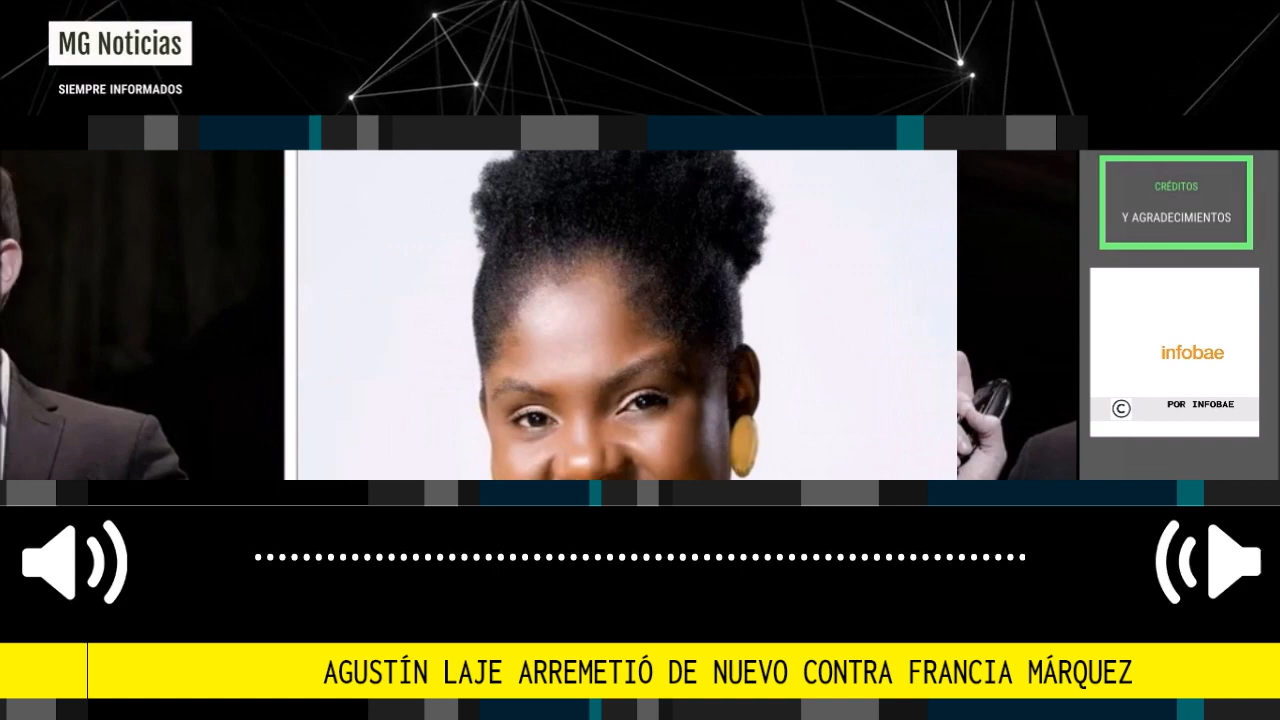 MG Noticias
SIEMPRE INFORMADOS
CRÉDITOS
Y AGRADECIMIENTOS
infobae
© POR INFOBAE
AGUSTÍN LAJE ARREMETIÓ DE NUEVO CONTRA FRANCIA MÁRQUEZ